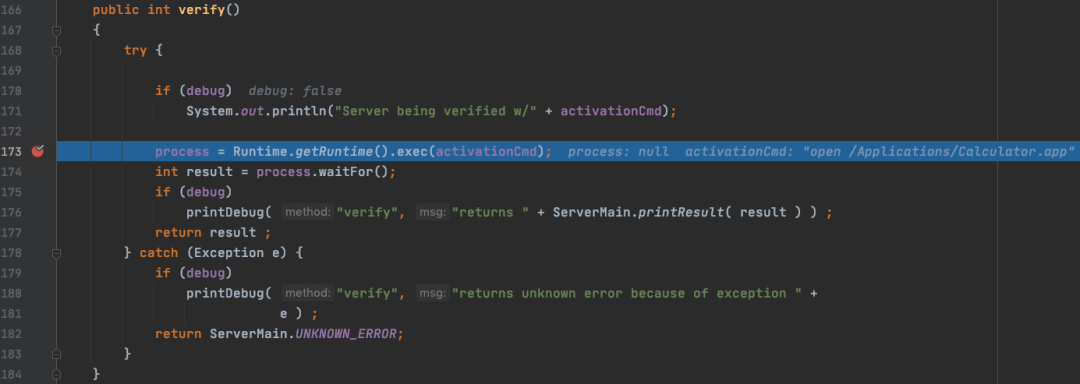 166 public int verify()
167 {
168 try {
169
170 if (debug) debug: false
171 System.out.println("Server being verified w/" + activationCmd);
172
173 process = Runtime.getRuntime().exec(activationCmd); process: null activationCmd: "open /Applications/Calculator.app"
174 int result = process.waitFor();
175 if (debug)
176 printDebug( method: "verify", msg: "returns " + ServerMain.printResult( result ) ) ;
177 return result ;
178 } catch (Exception e) {
179 if (debug)
180 printDebug( method: "verify", msg: "returns unknown error because of exception " +
181 e ) ;
182 return ServerMain.UNKNOWN_ERROR;
183 }
184 }